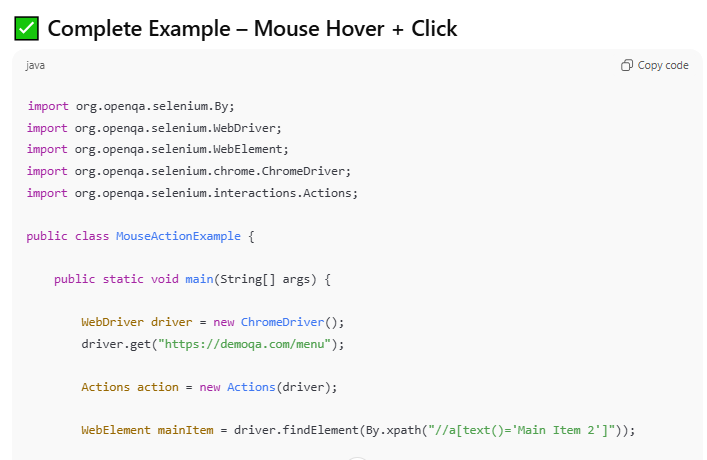 ✅ Complete Example – Mouse Hover + Click
java
Copy code
import org.openqa.selenium.By;
import org.openqa.selenium.WebDriver;
import org.openqa.selenium.WebElement;
import org.openqa.selenium.chrome.ChromeDriver;
import org.openqa.selenium.interactions.Actions;
public class MouseActionExample {
public static void main(String[] args) {
WebDriver driver = new ChromeDriver();
driver.get("https://demoqa.com/menu");
Actions action = new Actions(driver);
WebElement mainItem = driver.findElement(By.xpath("//a[text()='Main Item 2']"));